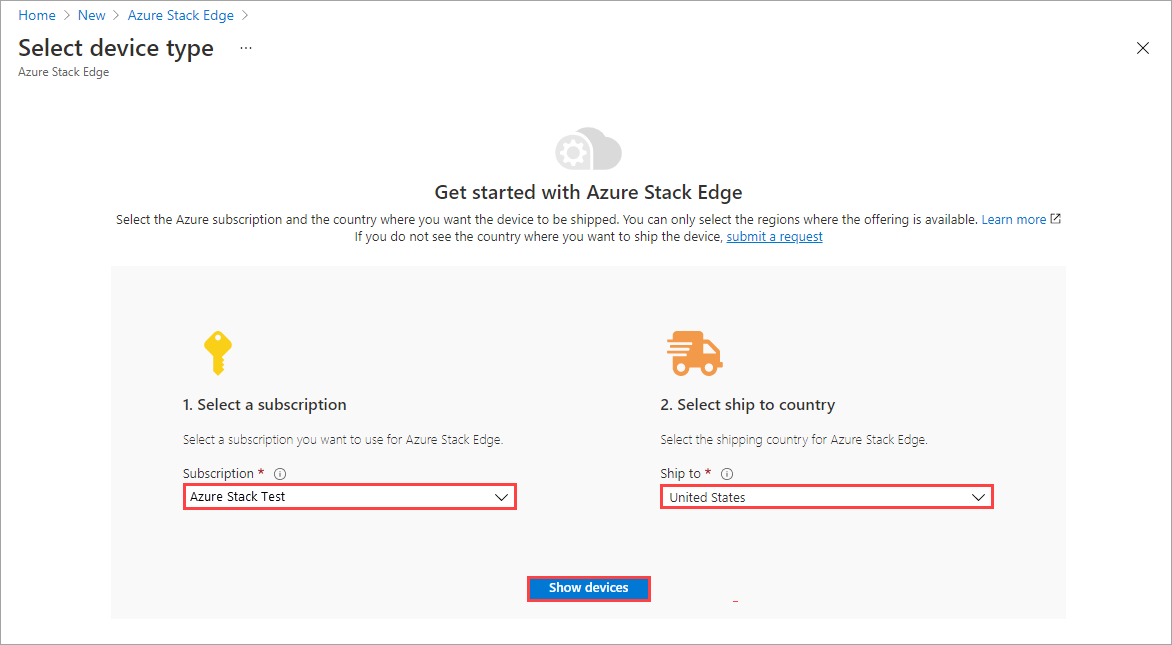 Home > New > Azure Stack Edge >
Select device type ...
Azure Stack Edge
Get started with Azure Stack Edge
Select the Azure subscription and the country where you want the device to be shipped. You can only select the regions where the offering is available. Learn more
If you do not see the country where you want to ship the device, submit a request
1. Select a subscription
Select a subscription you want to use for Azure Stack Edge.
Subscription *
Azure Stack Test
2. Select ship to country
Select the shipping country for Azure Stack Edge.
Ship to *
United States
Show devices